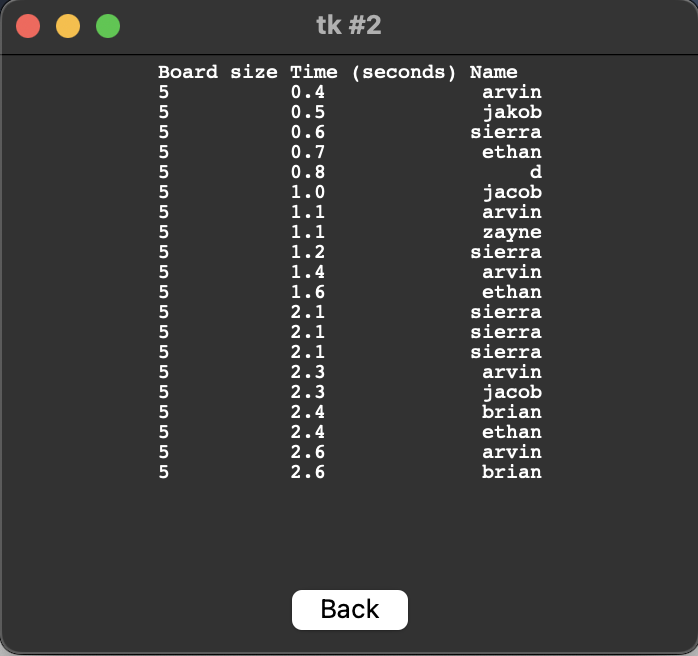 tk #2
Board size Time (seconds) Name
5 0.4 arvin
5 0.5 jakob
5 0.6 sierra
5 0.7 ethan
5 0.8 d
5 1.0 jacob
5 1.1 arvin
5 1.1 zayne
5 1.2 sierra
5 1.4 arvin
5 1.6 ethan
5 2.1 sierra
5 2.1 sierra
5 2.1 sierra
5 2.3 arvin
5 2.3 jacob
5 2.4 brian
5 2.4 ethan
5 2.6 arvin
5 2.6 brian
Back